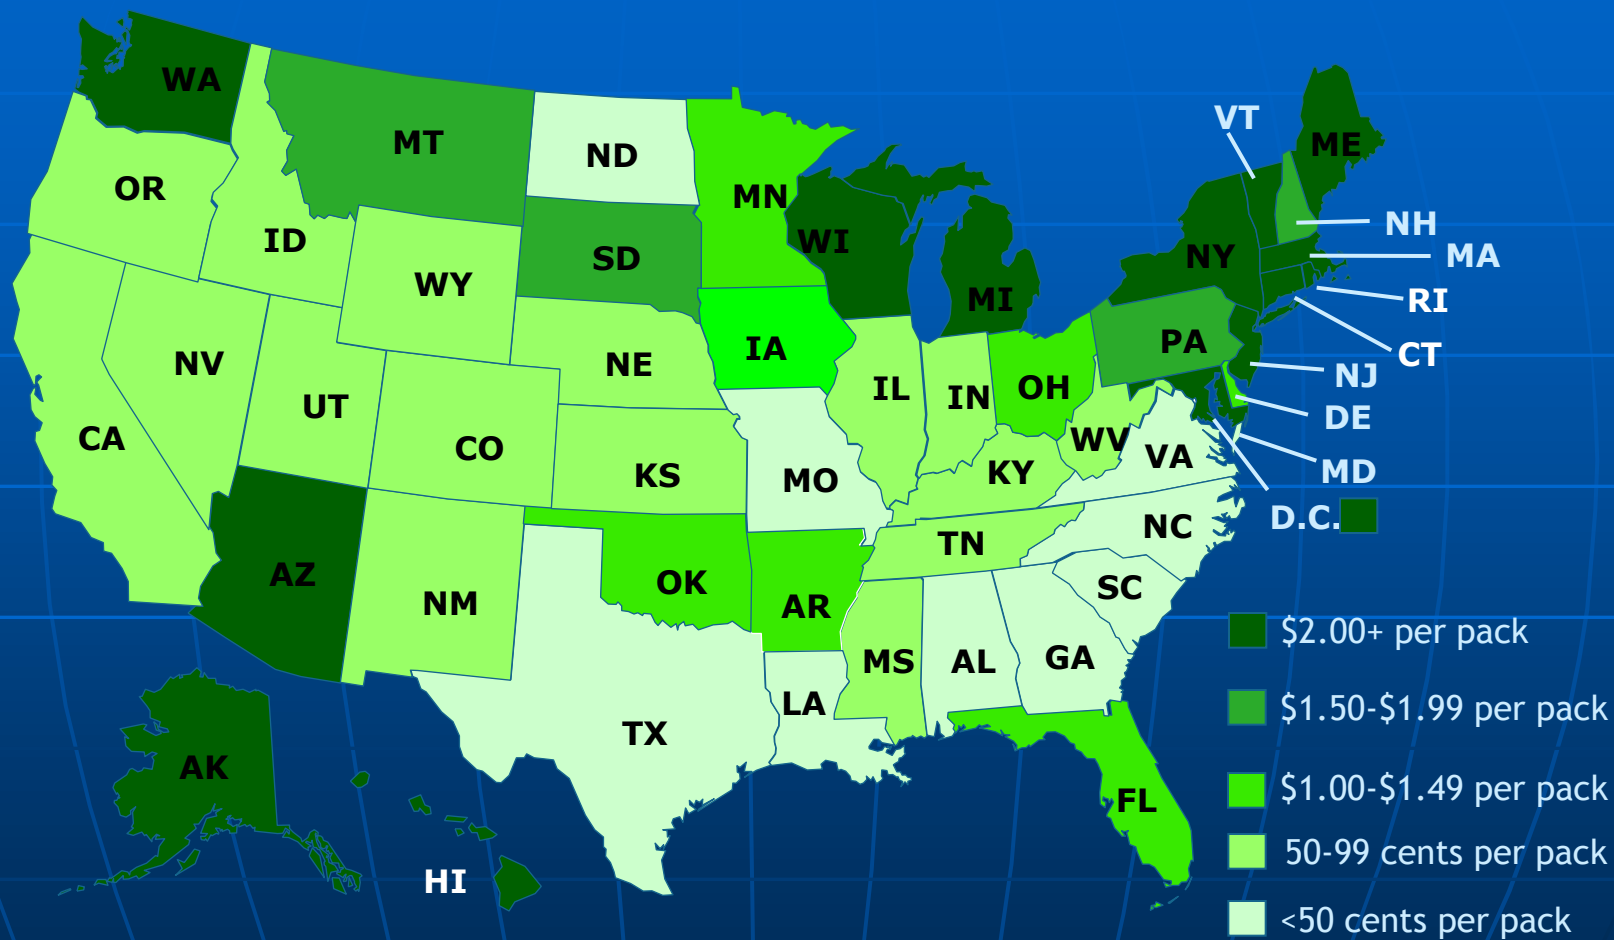 WA
MT
ND
MN
OR
ID
WY
SD
WI
MI
NY
VT
ME
NH
MA
RI
CT
NJ
DE
MD
D.C.
PA
IA
NE
NV
UT
CO
CA
KS
MO
IL
IN
OH
WV
VA
KY
NC
TN
SC
AZ
NM
OK
AR
MS
AL
GA
LA
TX
FL
AK
HI
$2.00+ per pack
$1.50-$1.99 per pack
$1.00-$1.49 per pack
50-99 cents per pack
<50 cents per pack